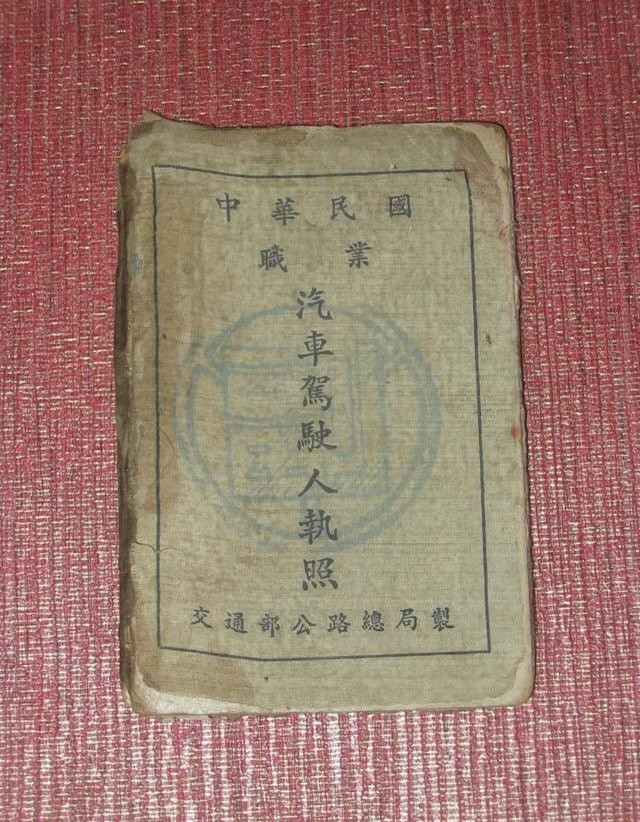 中華民國
職業
汽車駕駛人執照
交通部公路總局製